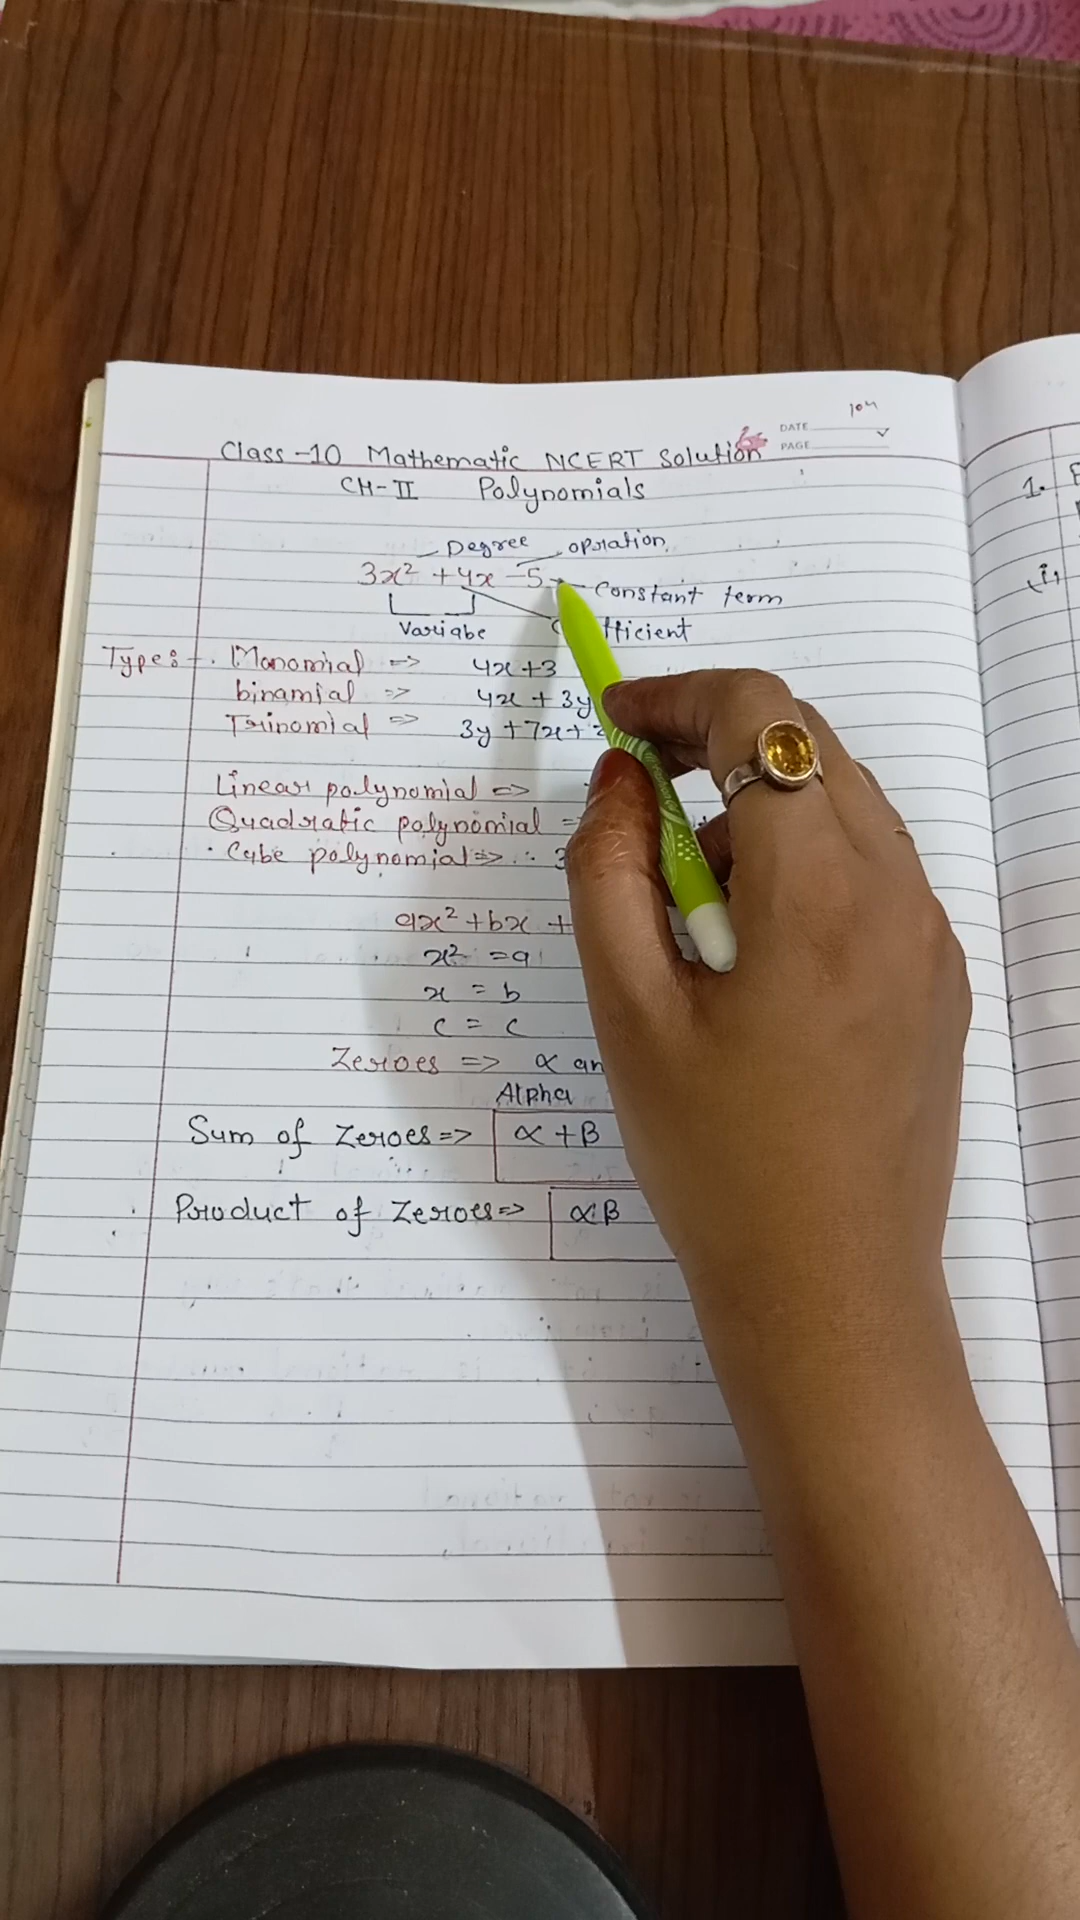 104
DATE
PAGE
Class-10 Mathematic NCERT Solution
CH-II Polynomials
Degree opration
3x² + 4x - 5
Constant term
Variabe fficient
Types - . Monomial => 4x+3
binamial => 4x + 3y
Trinomial => 3y + 7x +
Linear polynomial =>
Quadratic polynomial =
Cube polynomial => 3
ax² + bx +
x² = a
x = b
c = c
Zeroes => α an
Alpha
Sum of Zeroes => α + β
Product of Zeroes => αβ
1.
i,